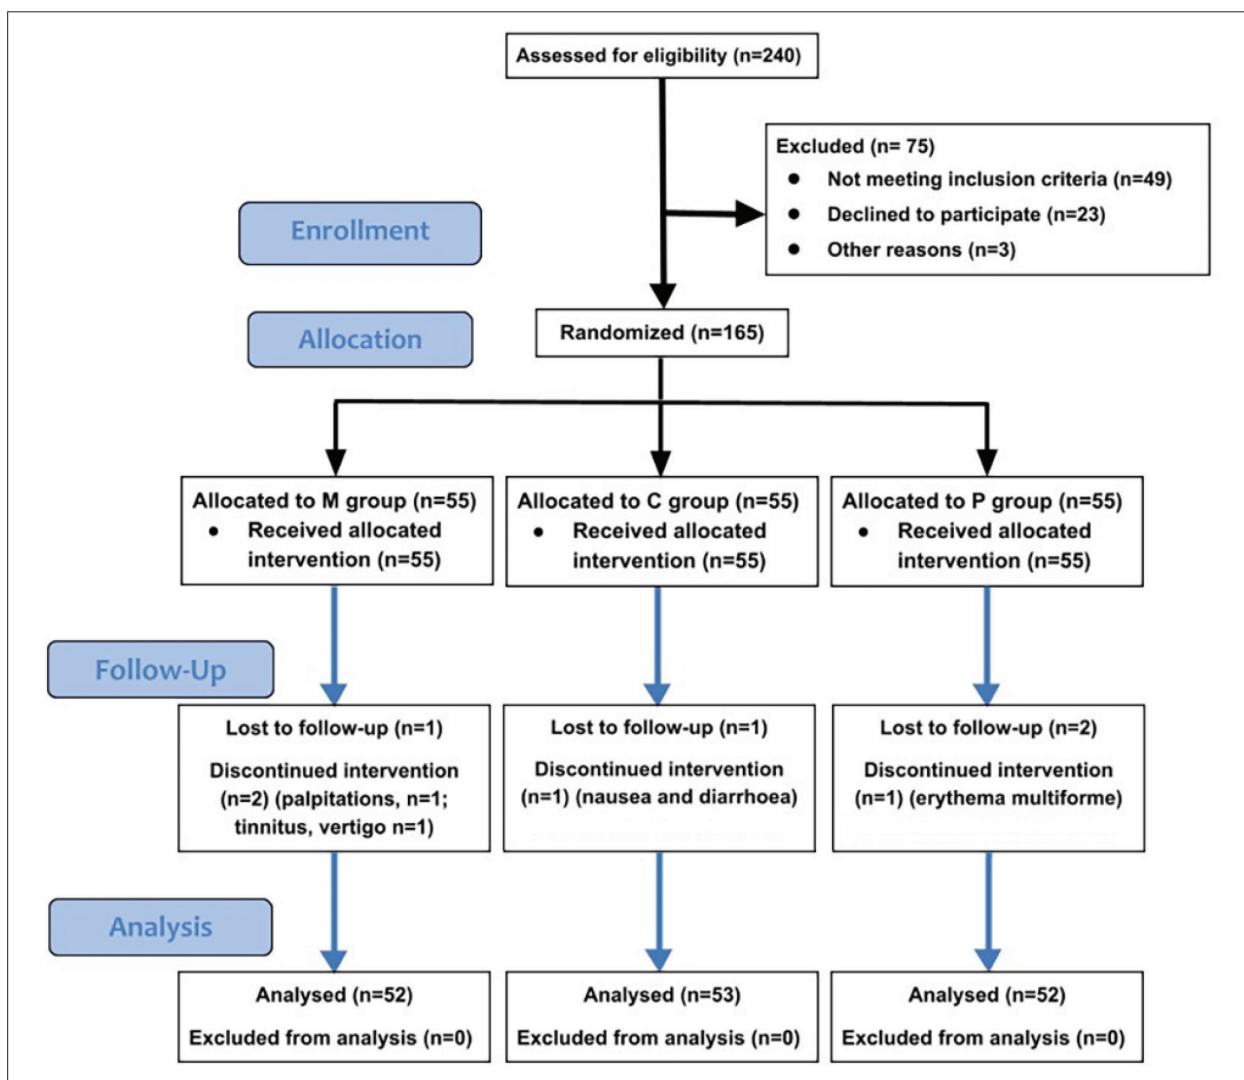 Assessed for eligibility (n=240)
Excluded (n= 75)
● Not meeting inclusion criteria (n=49)
● Declined to participate (n=23)
● Other reasons (n=3)
Enrollment
Allocation
Randomized (n=165)
Allocated to M group (n=55)
● Received allocated
intervention (n=55)
Allocated to C group (n=55)
● Received allocated
intervention (n=55)
Allocated to P group (n=55)
● Received allocated
intervention (n=55)
Follow-Up
Lost to follow-up (n=1)
Discontinued intervention
(n=2) (palpitations, n=1;
tinnitus, vertigo n=1)
Lost to follow-up (n=1)
Discontinued intervention
(n=1) (nausea and diarrhoea)
Lost to follow-up (n=2)
Discontinued intervention
(n=1) (erythema multiforme)
Analysis
Analysed (n=52)
Excluded from analysis (n=0)
Analysed (n=53)
Excluded from analysis (n=0)
Analysed (n=52)
Excluded from analysis (n=0)